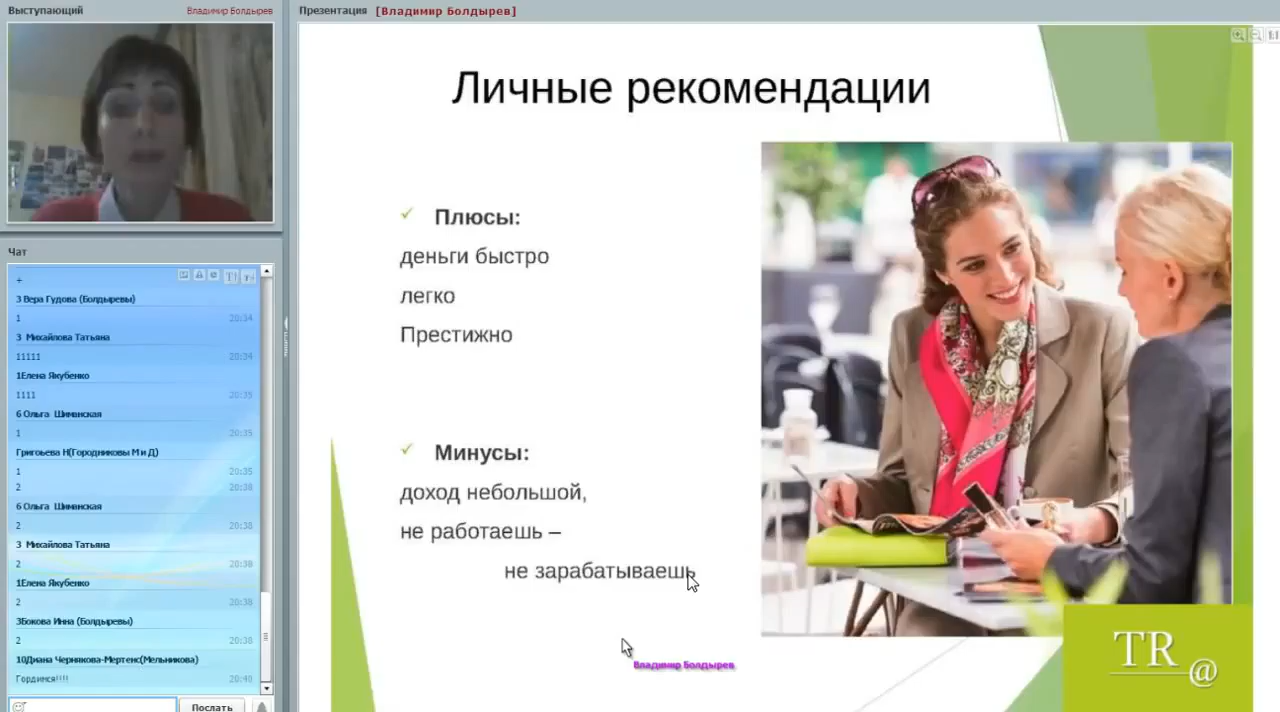 Выступающий
Владимир Болдырев
Презентация [Владимир Болдырев]
Личные рекомендации
Плюсы:
деньги быстро
легко
Престижно
Минусы:
доход небольшой,
не работаешь –
не зарабатываешь
Владимир Болдырев
TR
@
Чат
+
3 Вера Гудова (Болдыревы)
1 20:34
3 Михайлова Татьяна
11111 20:34
1Елена Якубенко
1111 20:35
6 Ольга Шиманская
1 20:35
Григоьева Н(Городниковы М и Д)
1 20:35
2 20:38
6 Ольга Шиманская
2 20:38
3 Михайлова Татьяна
2 20:38
1Елена Якубенко
2 20:38
3Бокова Инна (Болдыревы)
2 20:38
10Диана Чернякова-Мертенс(Мельникова)
Гордимся!!!! 20:40
Послать